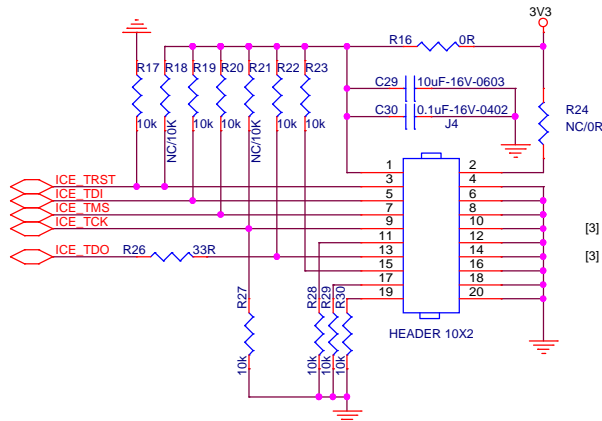 3V3
R16 0R
R17 R18 R19 R20 R21 R22 R23
C29 10uF-16V-0603
C30 0.1uF-16V-0402
J4
R24
NC/0R
10k NC/10K 10k 10k NC/10K 10k 10k
1 2
3 4
5 6
7 8
9 10
11 12
13 14
15 16
17 18
19 20
ICE_TRST
ICE_TDI
ICE_TMS
ICE_TCK
ICE_TDO
R26 33R
[3]
[3]
R27 R28 R29 R30
10k 10k 10k 10k
HEADER 10X2